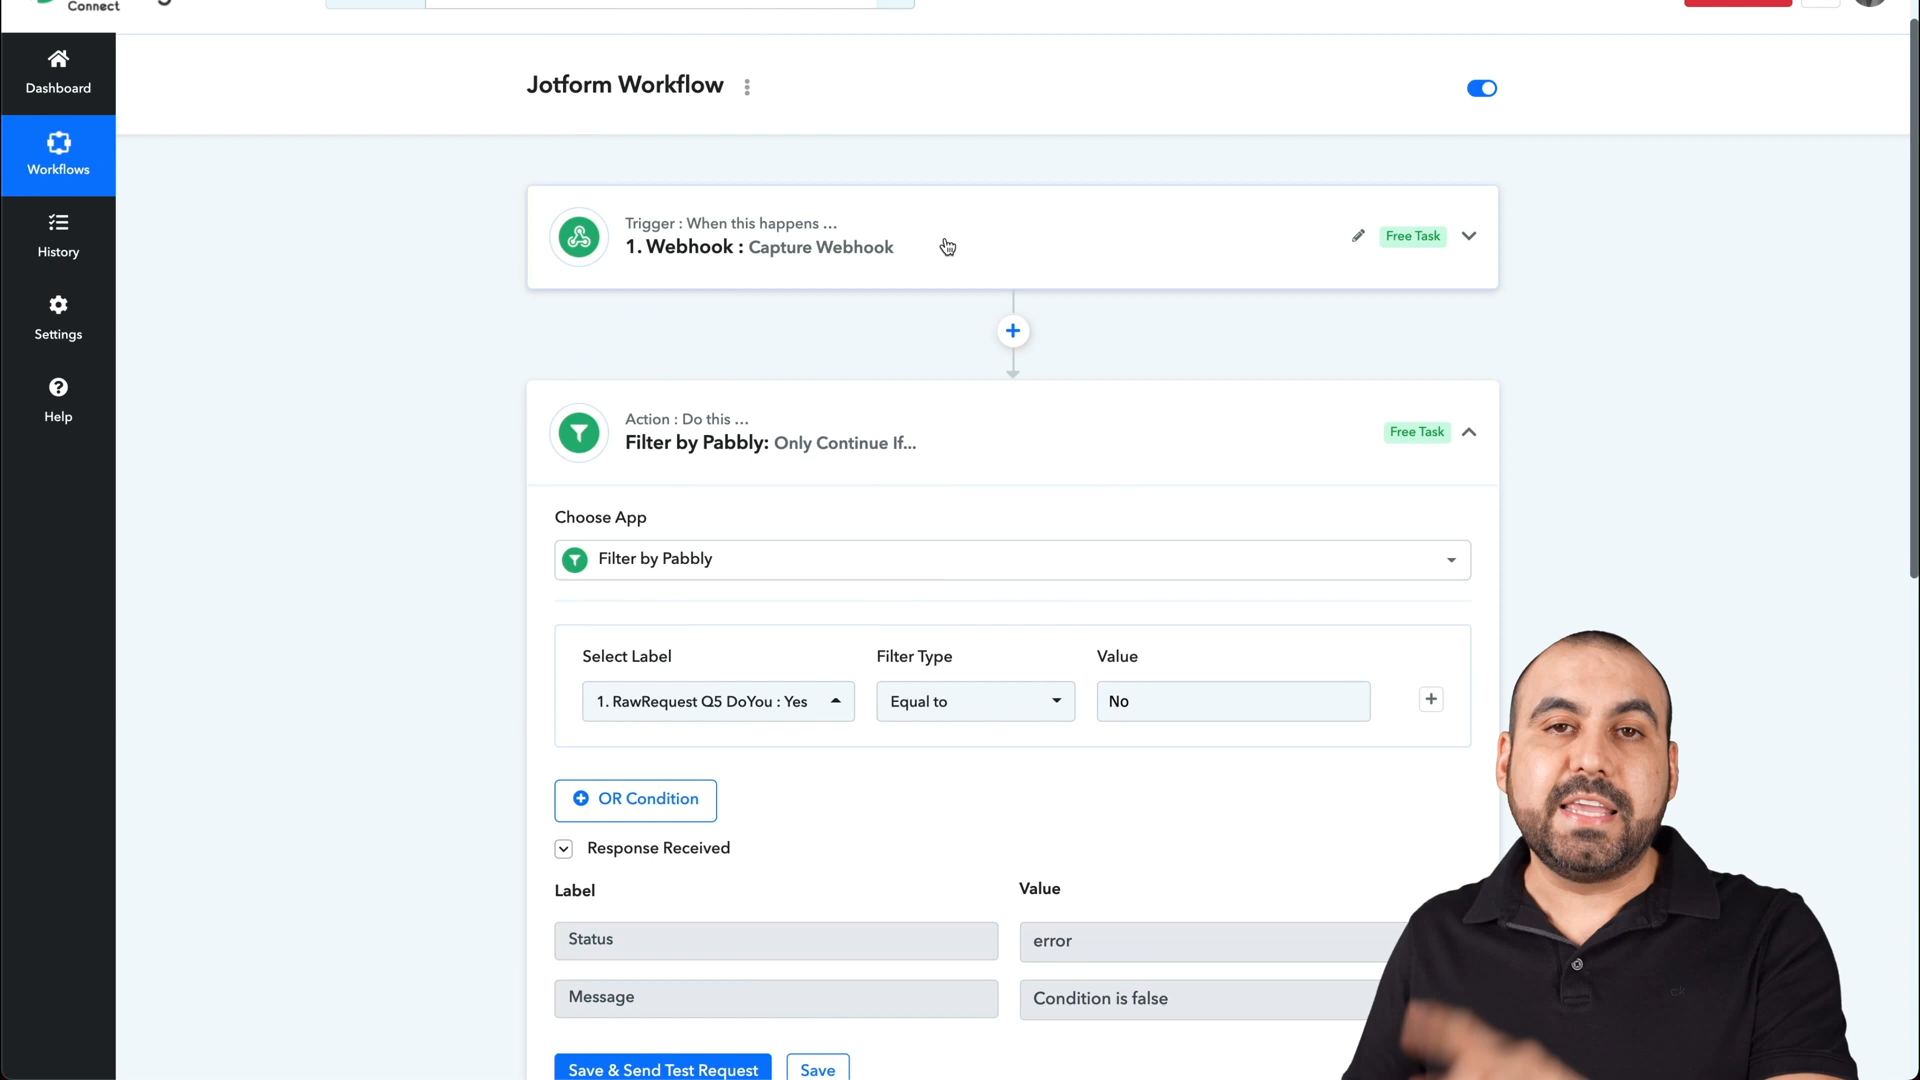 Connect
Dashboard
Workflows
History
Settings
Help
Jotform Workflow
Trigger : When this happens ...
1. Webhook : Capture Webhook
Free Task
Action : Do this ...
Filter by Pabbly: Only Continue If...
Free Task
Choose App
Filter by Pabbly
Select Label
Filter Type
Value
1. RawRequest Q5 DoYou : Yes
Equal to
No
OR Condition
Response Received
Label
Value
Status
error
Message
Condition is false
Save & Send Test Request
Save